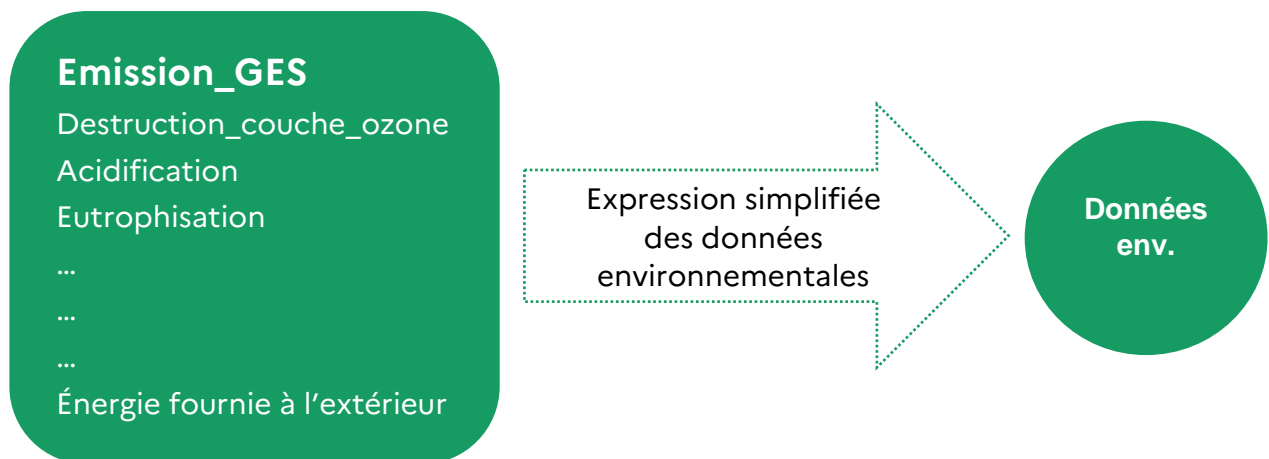 Emission_GES
Destruction_couche_ozone
Acidification
Eutrophisation
...
...
...
Énergie fournie à l’extérieur
Expression simplifiée
des données
environnementales
Données
env.